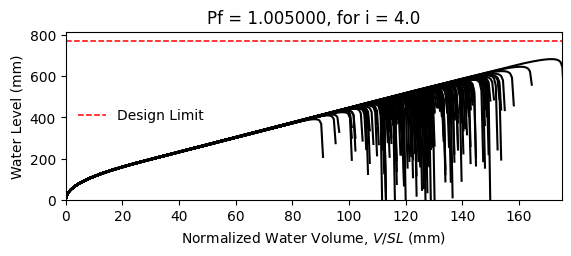 Pf = 1.005000, for i = 4.0
800
600
400
200
0
Water Level (mm)
Design Limit
0 20 40 60 80 100 120 140 160
Normalized Water Volume, V/SL (mm)